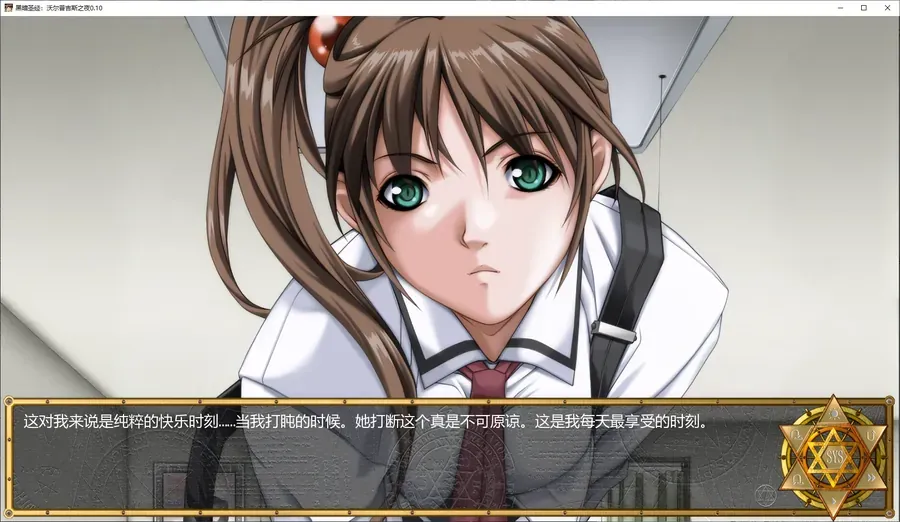 黑暗圣经：沃尔普吉斯之夜0.10
这对我来说是纯粹的快乐时刻......当我打盹的时候。她打断这个真是不可原谅。这是我每天最享受的时刻。
SYS